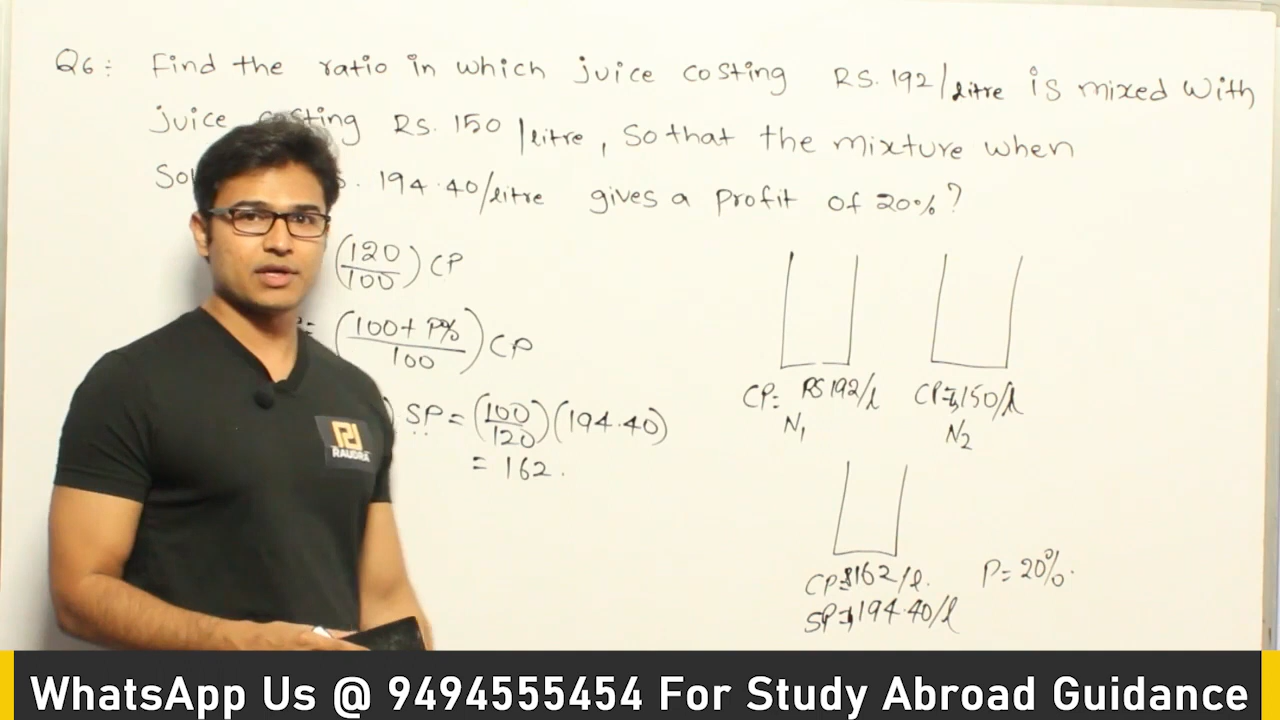 Q6: Find the ratio in which juice costing RS. 192/litre is mixed with
juice costing RS. 150/litre, so that the mixture when
194.40/litre gives a profit of 20%?
(120/100) CP
= (100+P%/100) CP
SP = (100/120)(194.40)
= 162.
CP= RS 192/l
N1
CP= 150/l
N2
CP= 162/l. P=20%.
SP= 194.40/l
RAUDRA
WhatsApp Us @ 9494555454 For Study Abroad Guidance